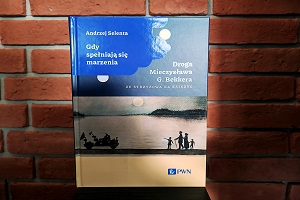 Andrzej Selenta
Gdy
spełniają się
marzenia
Droga
Mieczysława
G. Bekkera
PWN